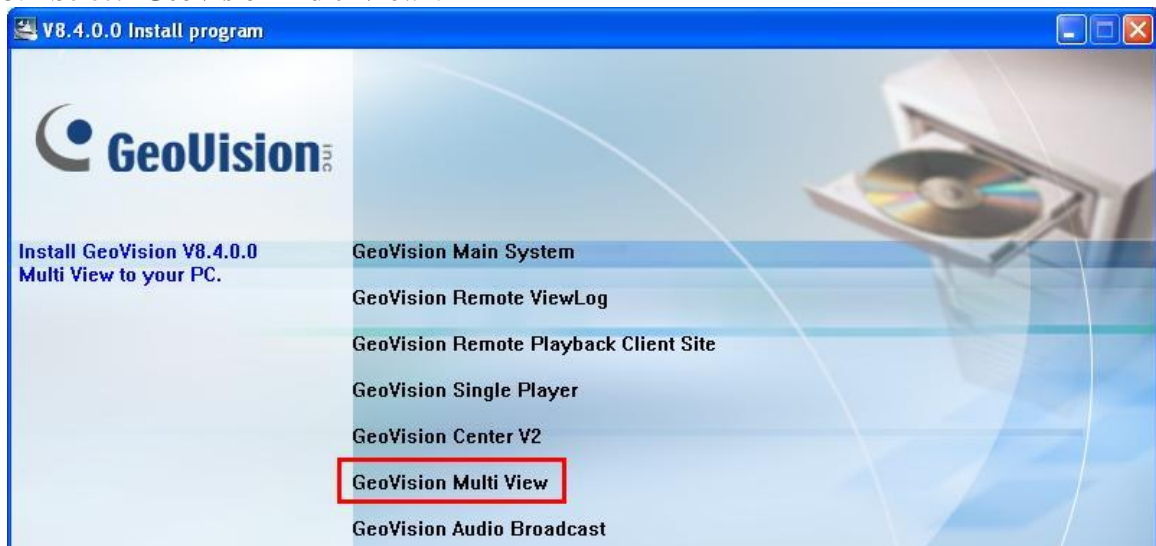 V8.4.0.0 Install program
GeoVision inc
Install GeoVision V8.4.0.0
Multi View to your PC.
GeoVision Main System
GeoVision Remote ViewLog
GeoVision Remote Playback Client Site
GeoVision Single Player
GeoVision Center V2
GeoVision Multi View
GeoVision Audio Broadcast